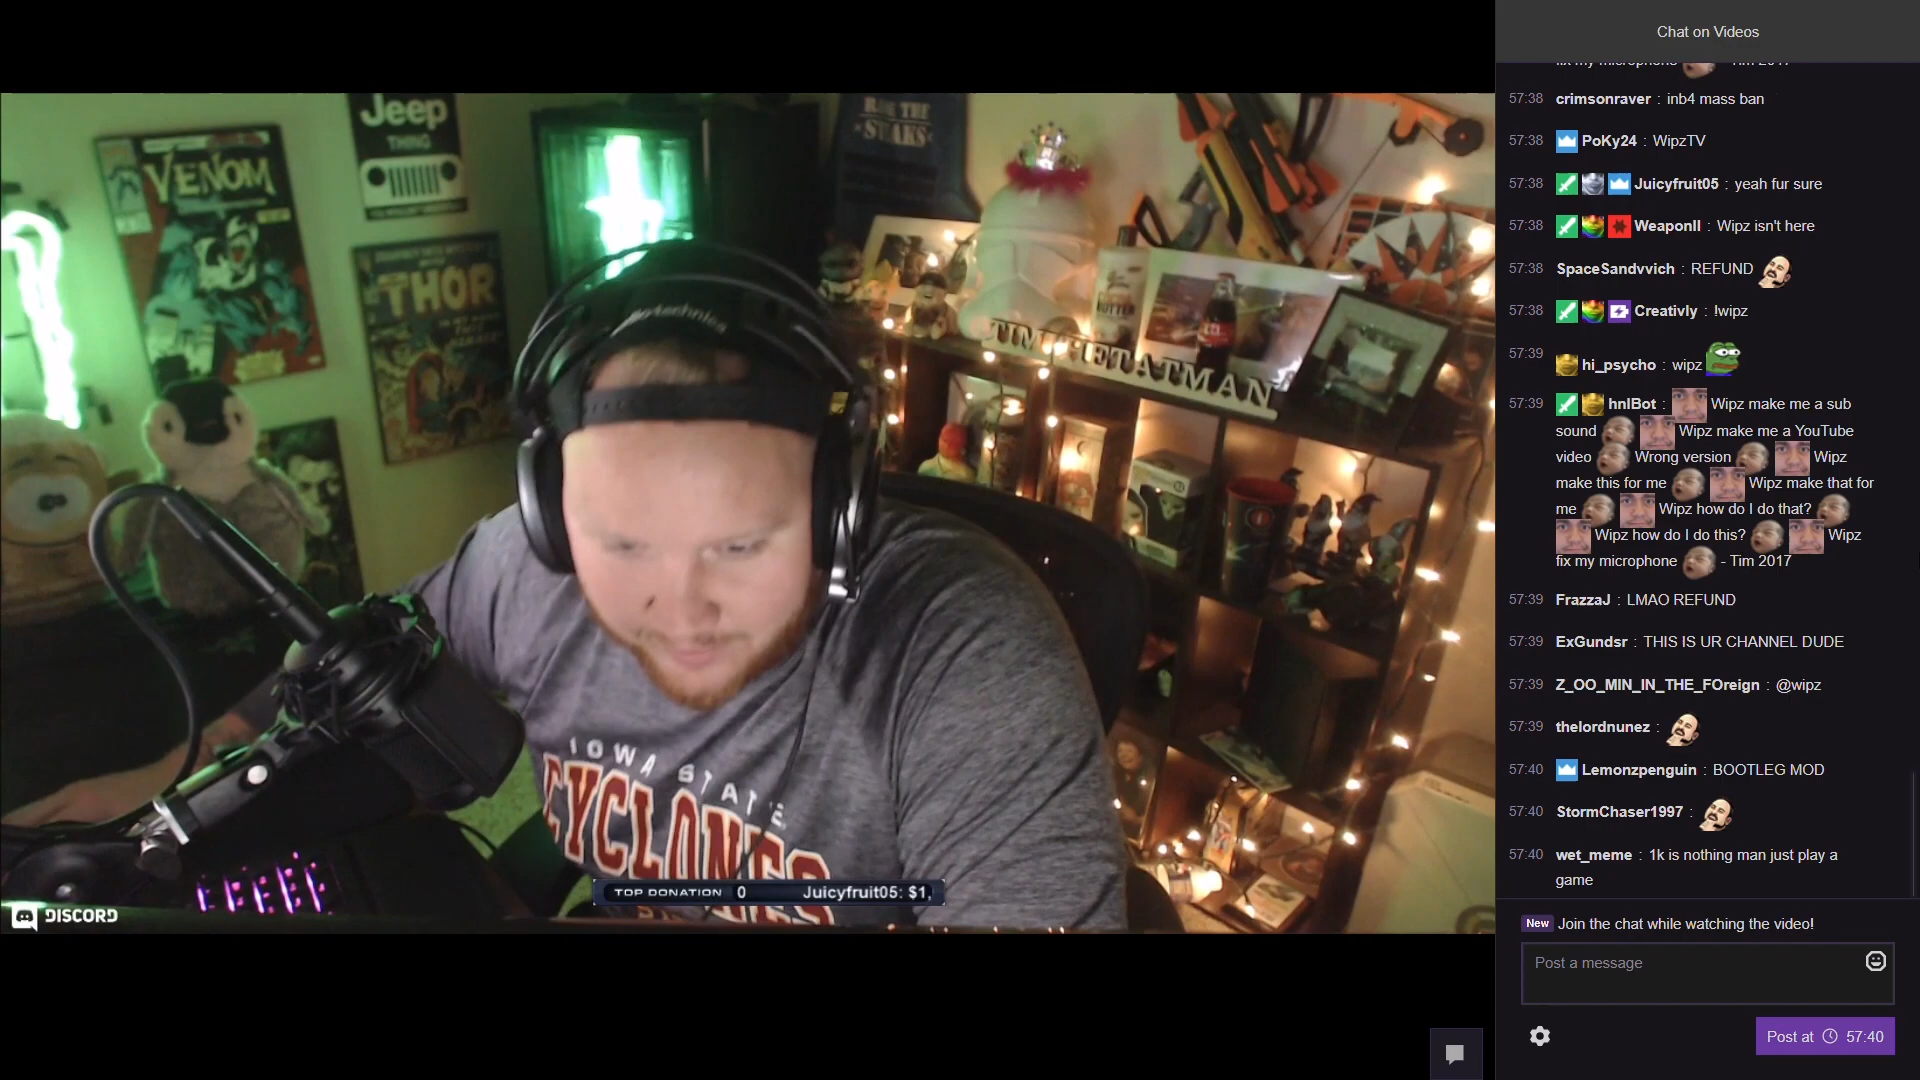 Chat on Videos
57:38 crimsonraver : inb4 mass ban
57:38 PoKy24 : WipzTV
57:38 Juicyfruit05 : yeah fur sure
57:38 WeaponII : Wipz isn't here
57:38 SpaceSandvvich : REFUND
57:38 Creativly : !wipz
57:39 hi_psycho : wipz
57:39 hnlBot : Wipz make me a sub
sound Wipz make me a YouTube
video Wrong version Wipz
make this for me Wipz make that for
me Wipz how do I do that?
Wipz how do I do this? Wipz
fix my microphone - Tim 2017
57:39 FrazzaJ : LMAO REFUND
57:39 ExGundsr : THIS IS UR CHANNEL DUDE
57:39 Z_OO_MIN_IN_THE_FOreign : @wipz
57:39 thelordnunez :
57:40 Lemonzpenguin : BOOTLEG MOD
57:40 StormChaser1997 :
57:40 wet_meme : 1k is nothing man just play a
game
New Join the chat while watching the video!
Post a message
Post at 57:40
Jeep
THING
VENOM
THOR
THE
STEAKS
TIMTHETATMAN
IOWA STATE
CYCLONES
TOP DONATION 0 Juicyfruit05: $1,
DISCORD